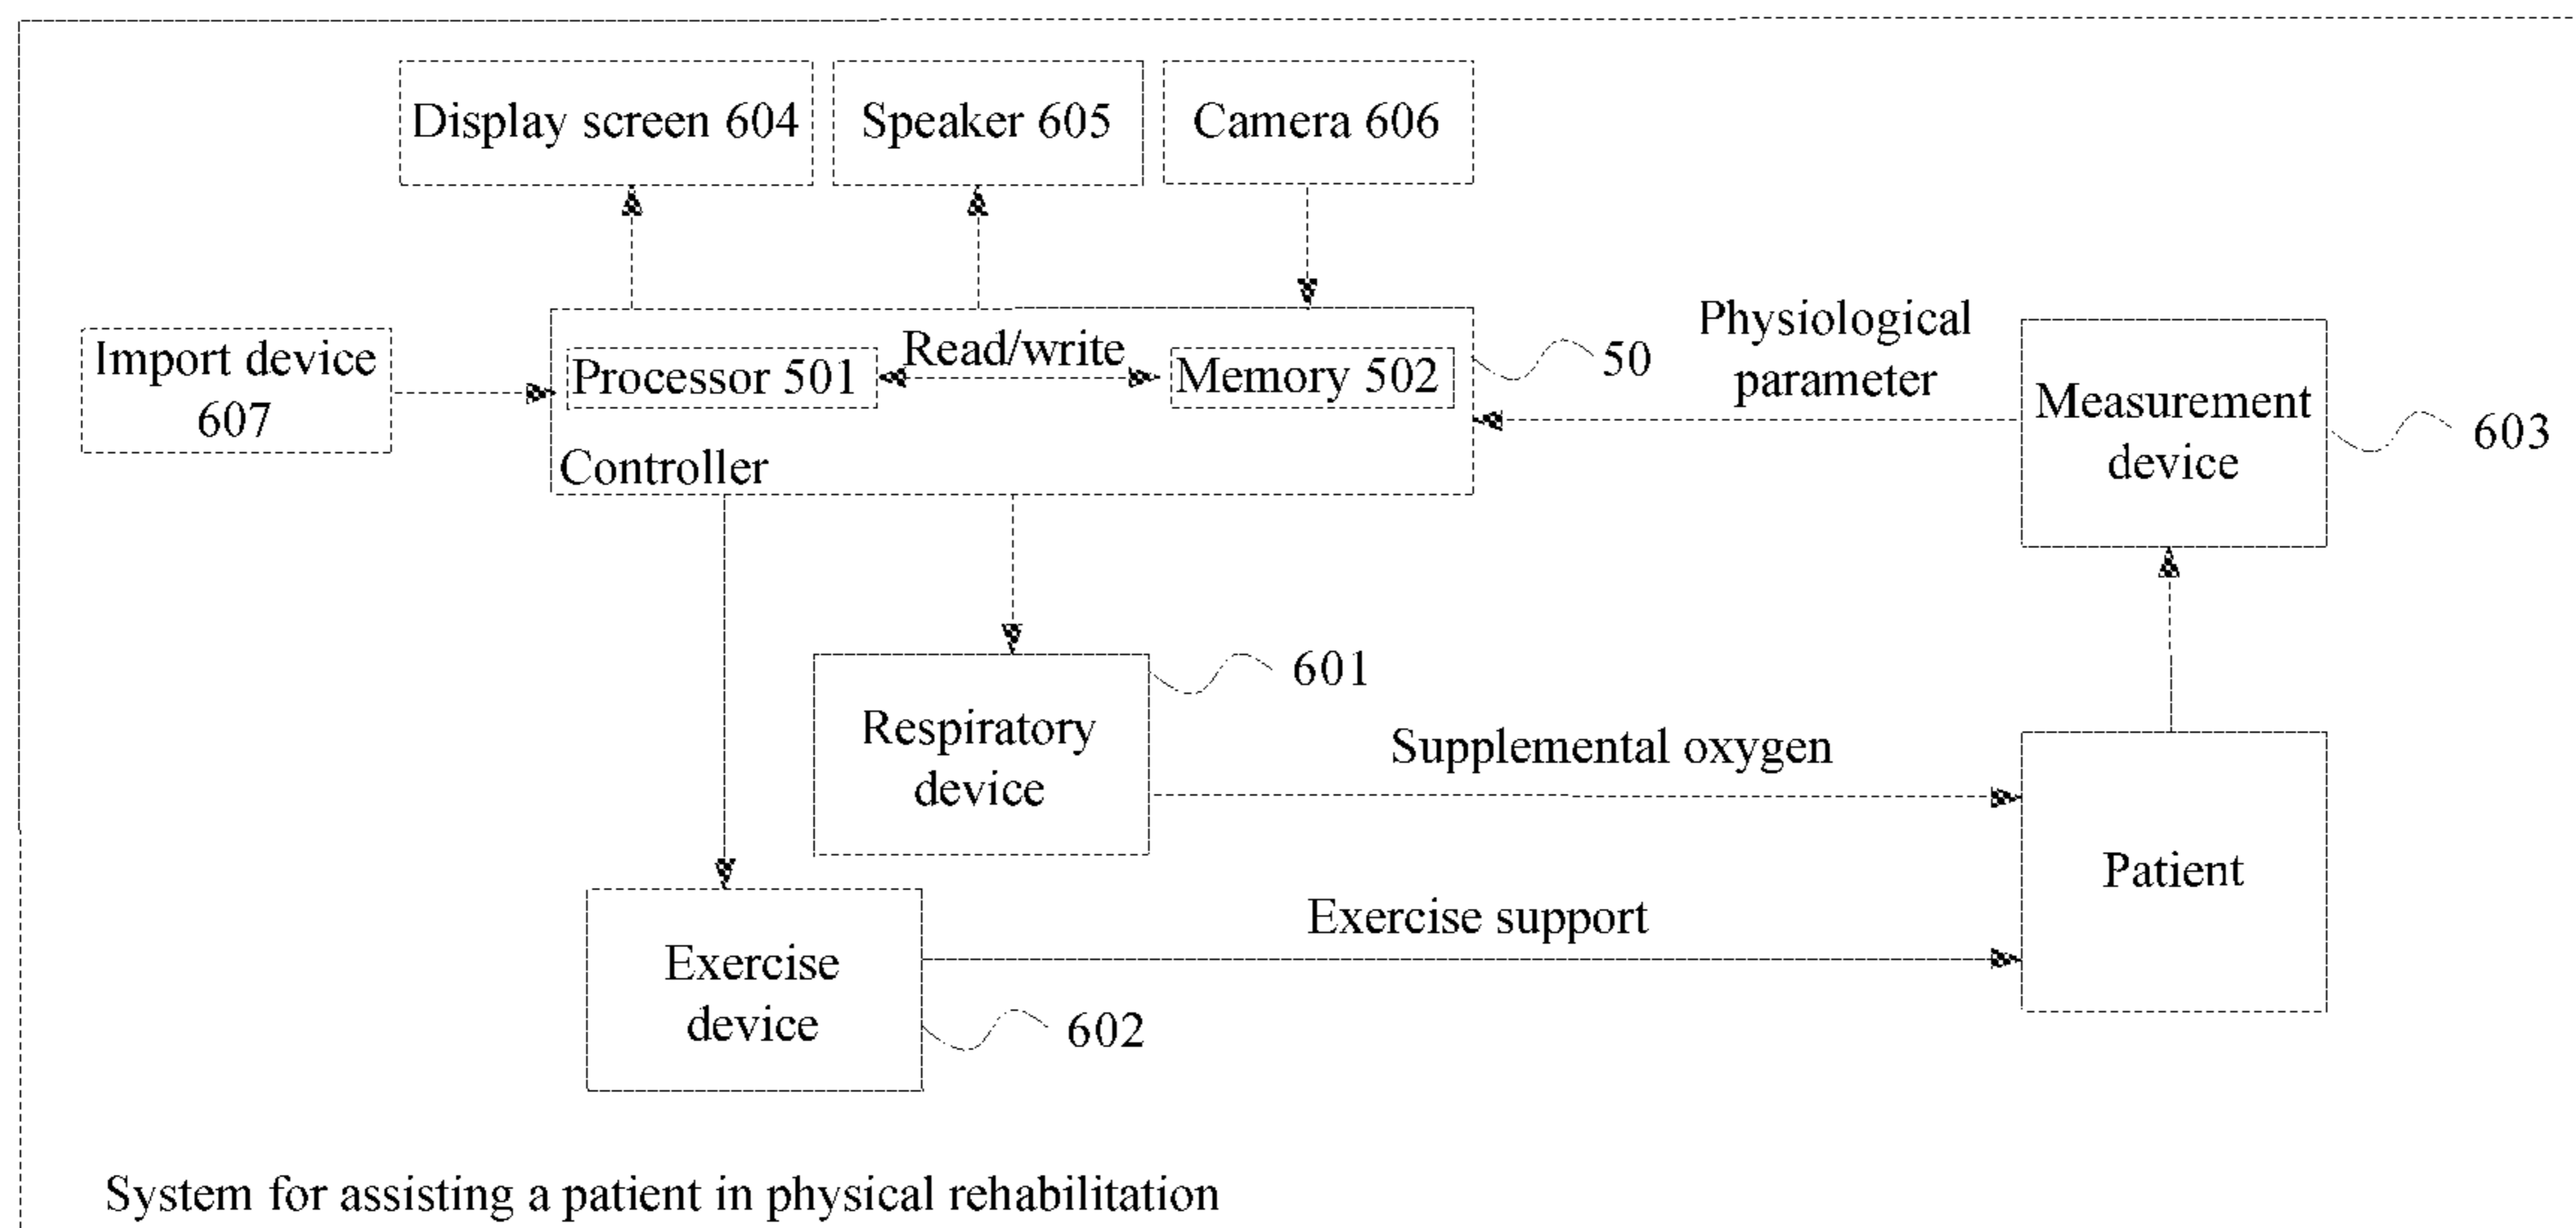 Display screen 604
Speaker 605
Camera 606
Import device
607
Processor 501
Read/write
Memory 502
Controller
50
Physiological
parameter
Measurement
device
603
601
Respiratory
device
Supplemental oxygen
Patient
Exercise support
Exercise
device
602
System for assisting a patient in physical rehabilitation